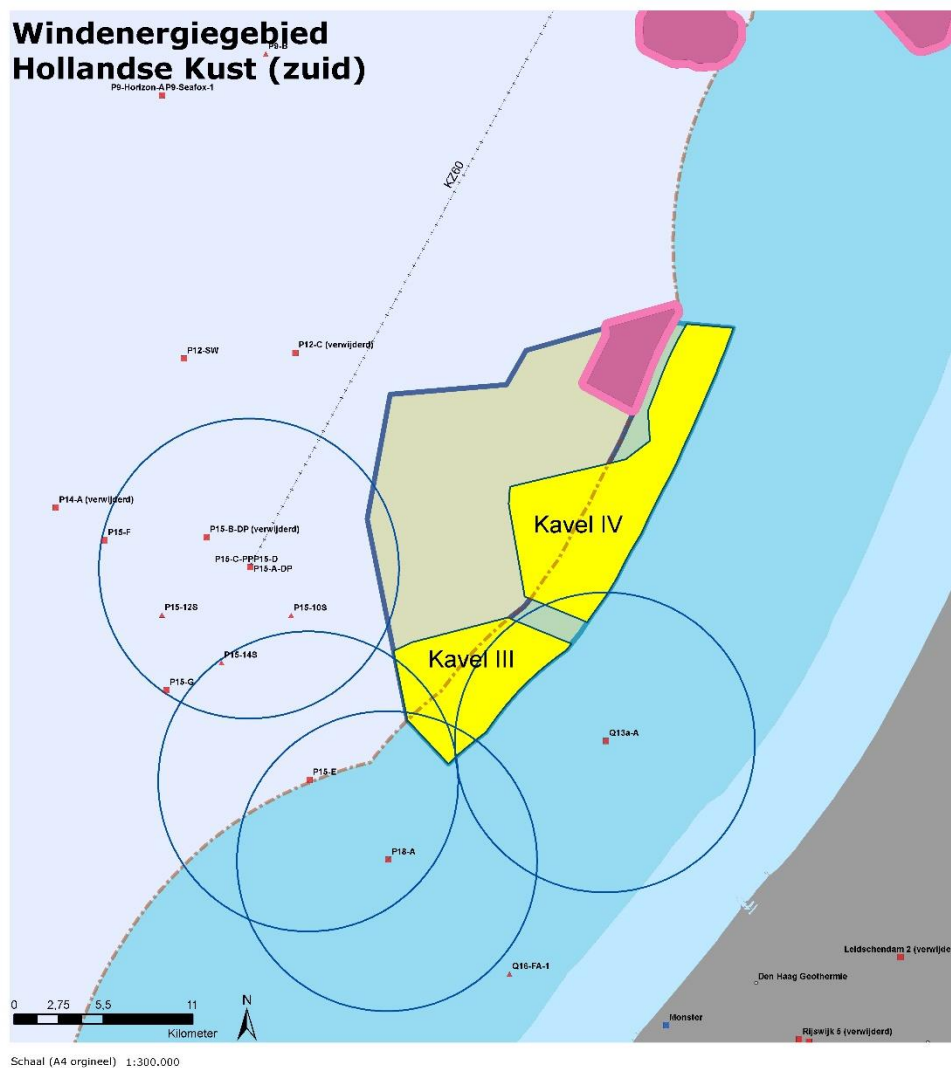 Windenergiegebied
P9-B
Hollandse Kust (zuid)
P9-Horizon-AP9-Seafox-1
KZ60
P12-C (verwijderd)
P12-SW
P14-A (verwijderd)
P15-F
P15-B-DP (verwijderd)
Kavel IV
P15-C-PPP15-D
P15-A-DP
P15-12S
P15-10S
P15-14S
Kavel III
P15-G
Q13a-A
P15-E
P18-A
Leidschendam 2 (verwijde
Q16-FA-1
Den Haag Geothermie
0 2,75 5,5 11
N
Kilometer
Monster
Rijswijk 5 (verwijderd)
Schaal (A4 orgineel) 1:300.000